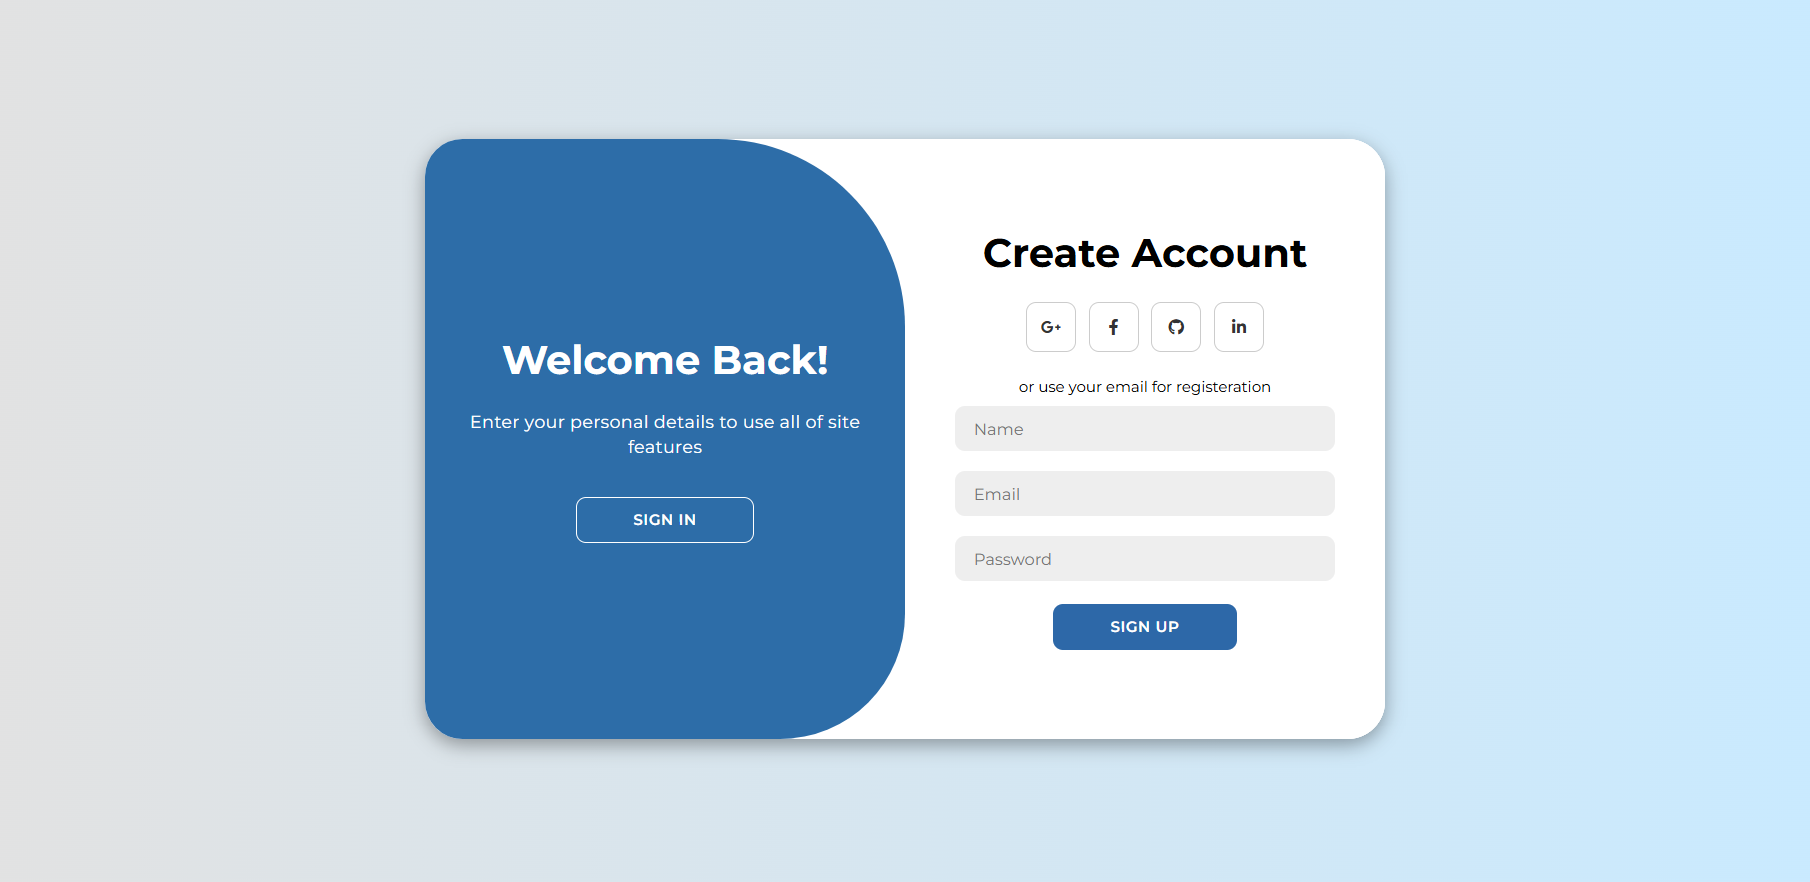 Welcome Back!
Enter your personal details to use all of site
features
SIGN IN
Create Account
G+ f in
or use your email for registeration
Name
Email
Password
SIGN UP